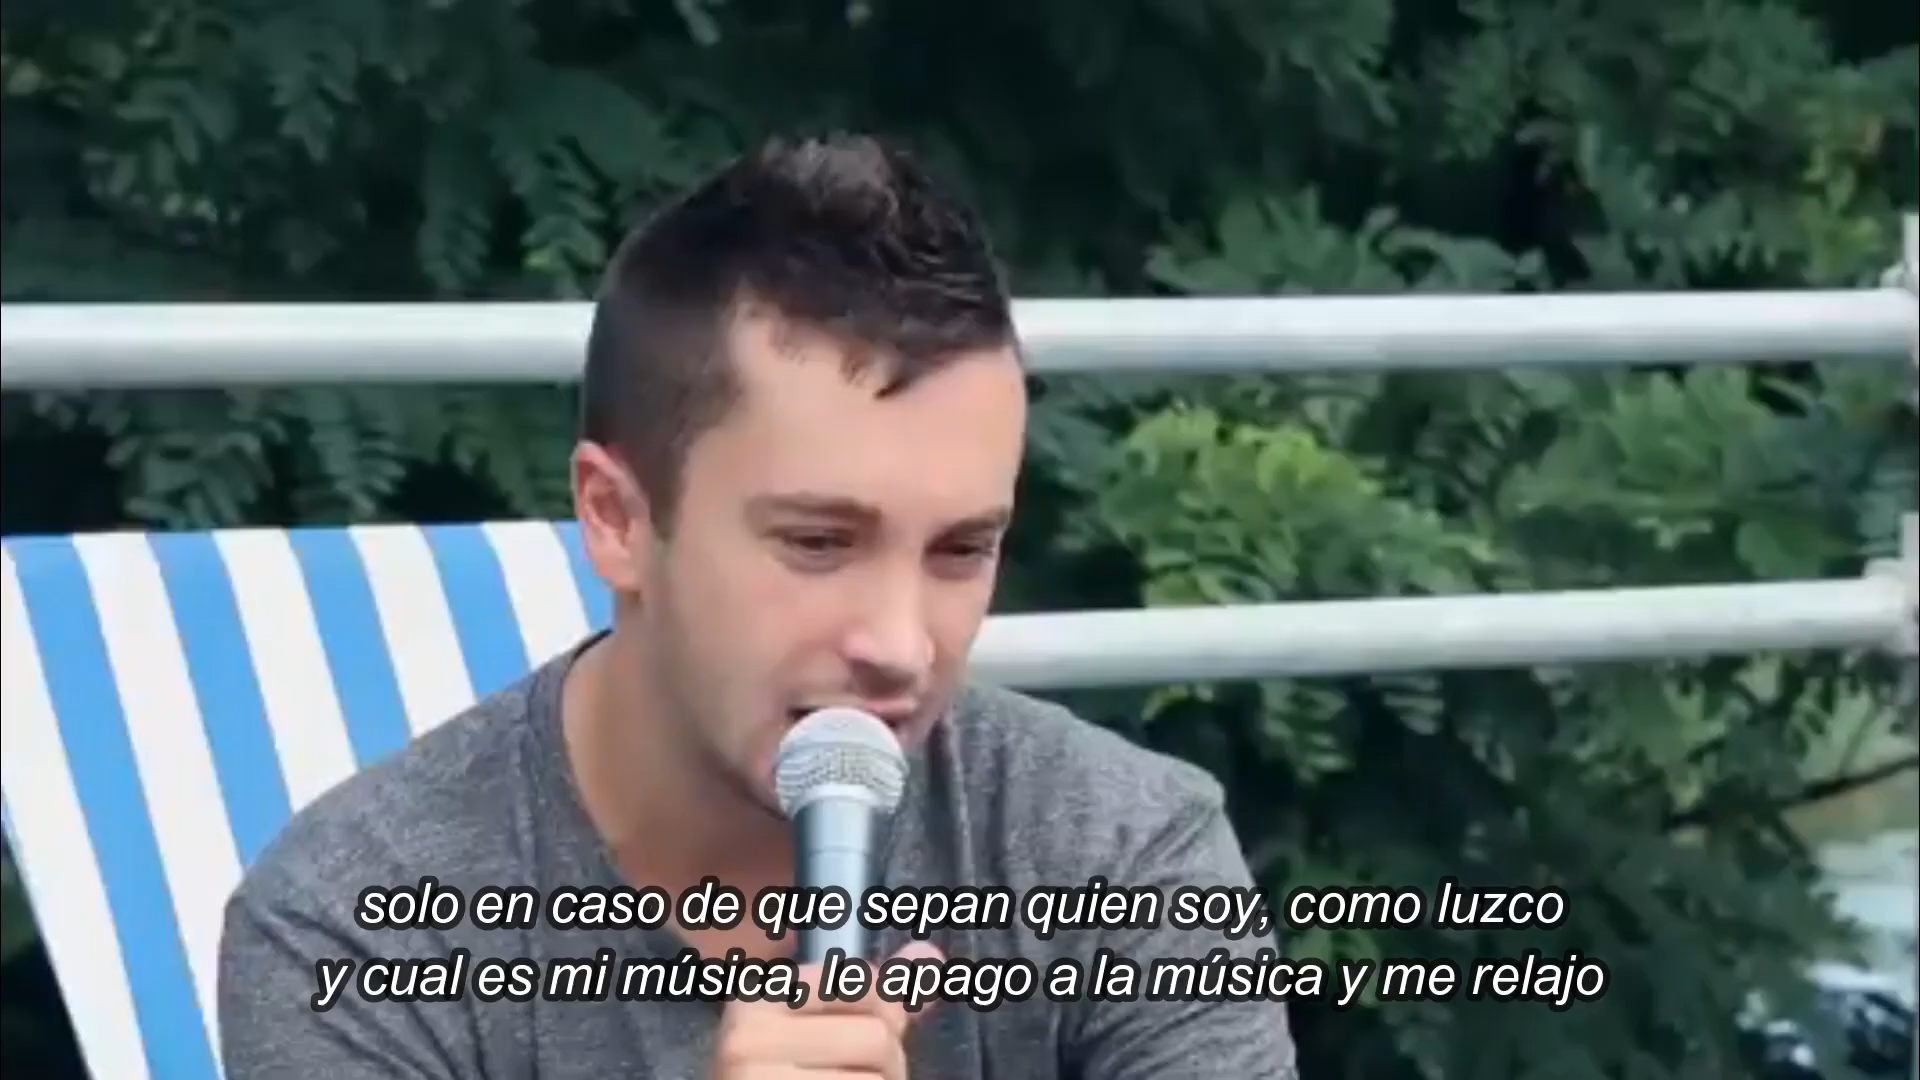 solo en caso de que sepan quien soy, como luzco
y cual es mi música, le apago a la música y me relajo